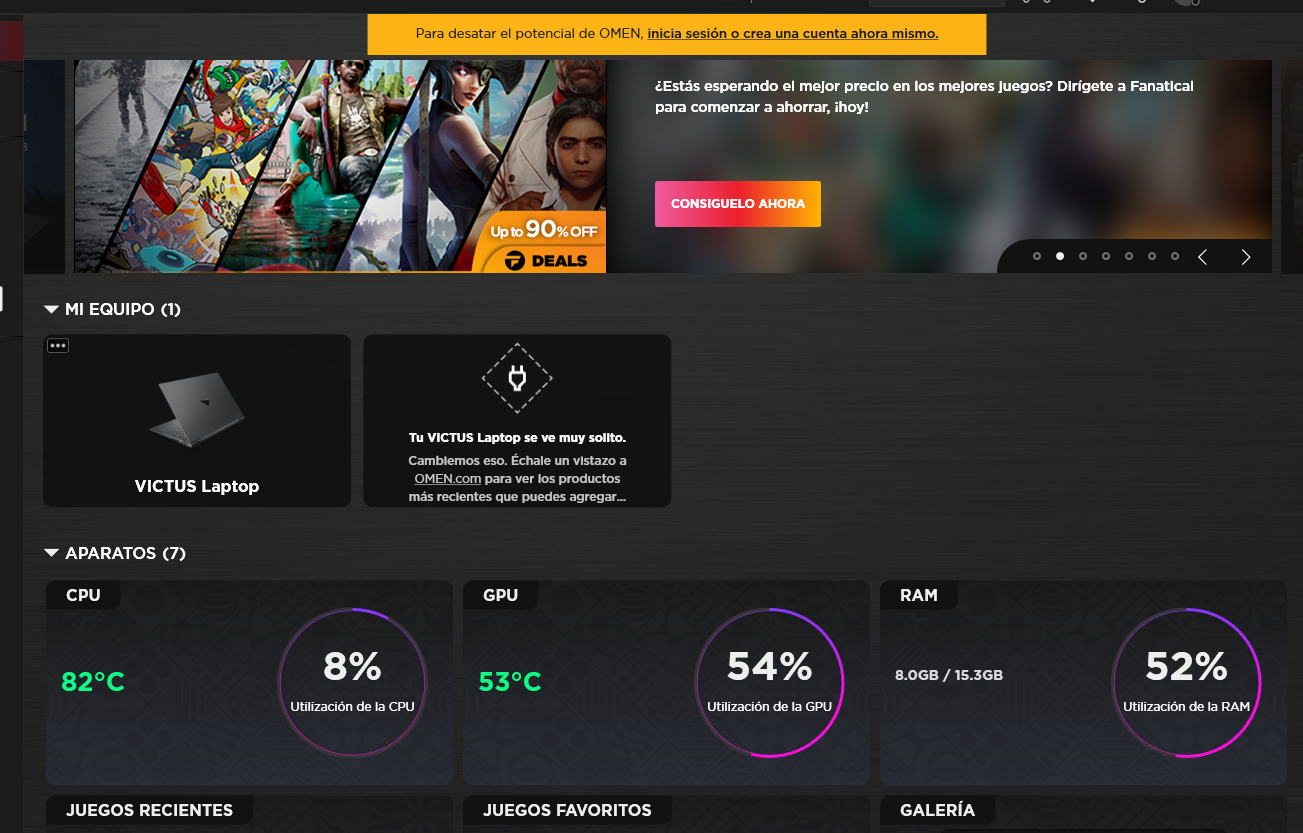 Para desatar el potencial de OMEN, inicia sesión o crea una cuenta ahora mismo.
¿Estás esperando el mejor precio en los mejores juegos? Dirígete a Fanatical
para comenzar a ahorrar, ¡hoy!
CONSIGUELO AHORA
Up to 90% OFF
DEALS
MI EQUIPO (1)
VICTUS Laptop
Tu VICTUS Laptop se ve muy solito.
Cambiemos eso. Échale un vistazo a
OMEN.com para ver los productos
más recientes que puedes agregar...
APARATOS (7)
CPU
82°C
8%
Utilización de la CPU
GPU
53°C
54%
Utilización de la GPU
RAM
8.0GB / 15.3GB
52%
Utilización de la RAM
JUEGOS RECIENTES
JUEGOS FAVORITOS
GALERÍA